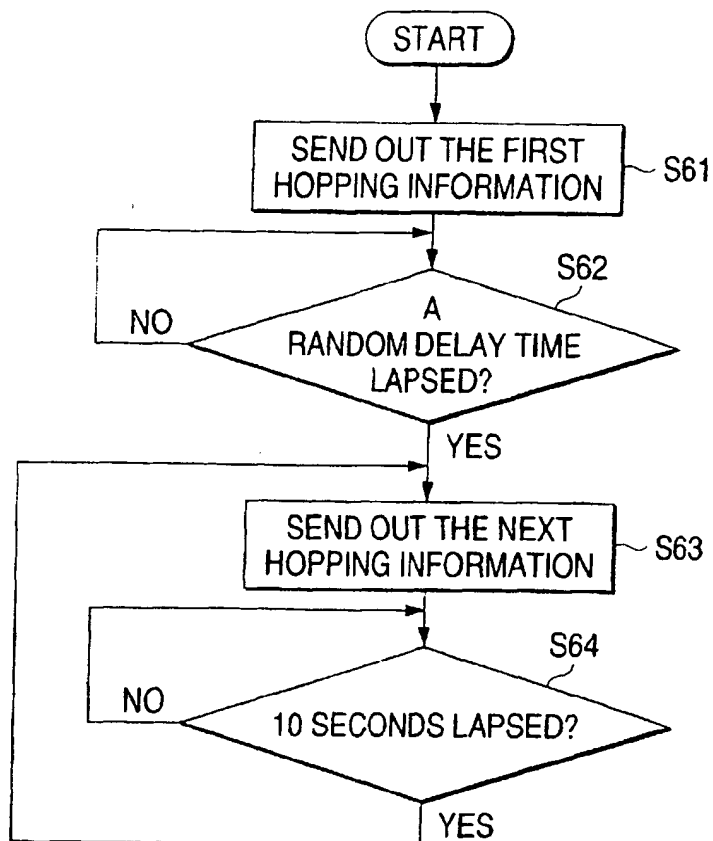 START
SEND OUT THE FIRST
HOPPING INFORMATION
S61
S62
A
RANDOM DELAY TIME
LAPSED?
NO
YES
SEND OUT THE NEXT
HOPPING INFORMATION
S63
S64
10 SECONDS LAPSED?
NO
YES